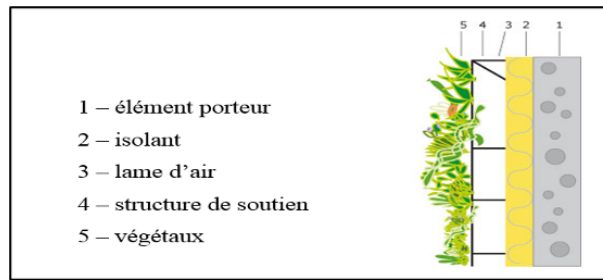 5 4 3 2 1
1 – élément porteur
2 – isolant
3 – lame d’air
4 – structure de soutien
5 – végétaux